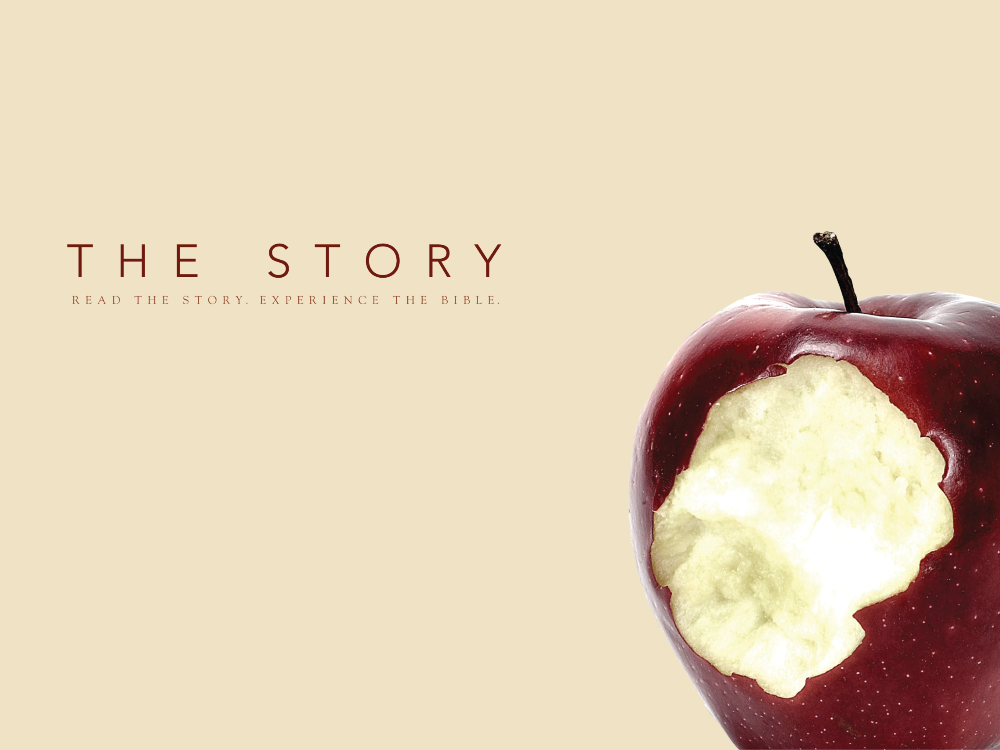 THE STORY
READ THE STORY. EXPERIENCE THE BIBLE.